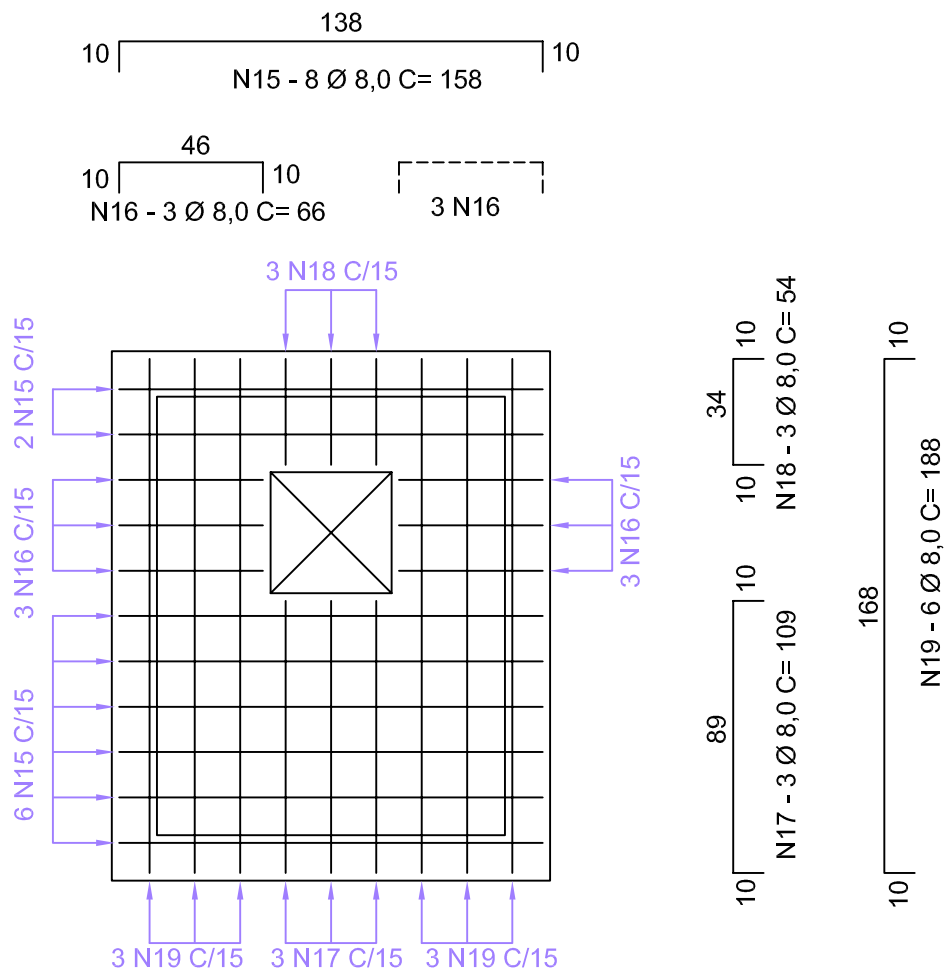 138
10
10
N15 - 8 Ø 8,0 C= 158
46
10
10
N16 - 3 Ø 8,0 C= 66
3 N16
3 N18 C/15
2 N15 C/15
3 N16 C/15
6 N15 C/15
3 N16 C/15
3 N19 C/15
3 N17 C/15
3 N19 C/15
10
34
10
N18 - 3 Ø 8,0 C= 54
10
89
10
N17 - 3 Ø 8,0 C= 109
10
168
10
N19 - 6 Ø 8,0 C= 188